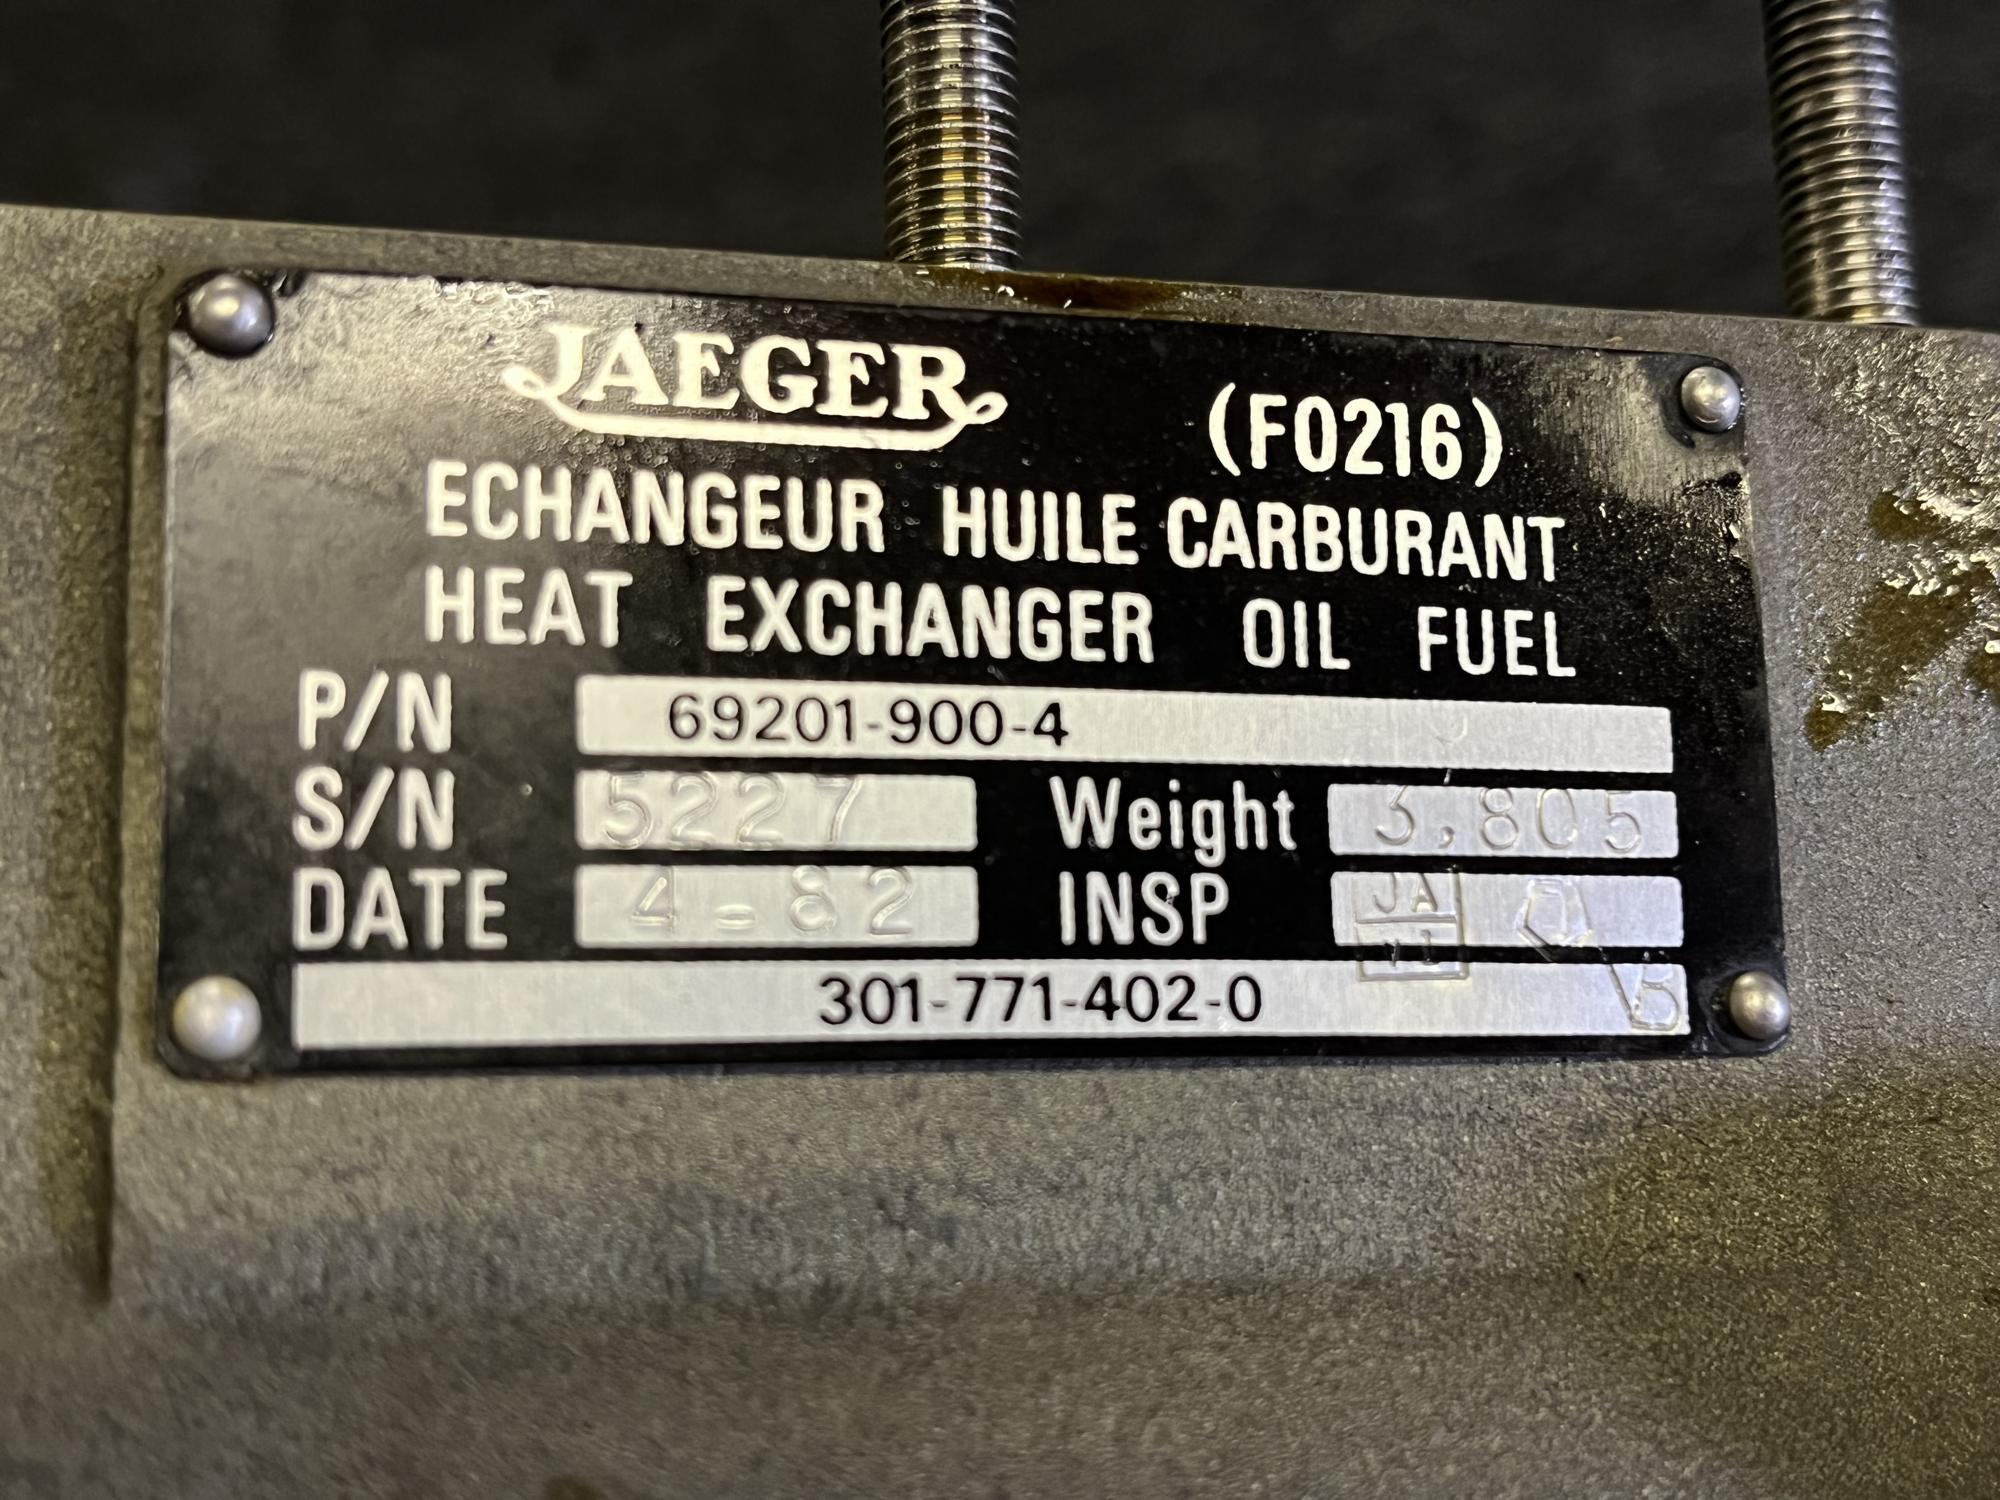 JAEGER
(F0216)
ECHANGEUR HUILE CARBURANT
HEAT EXCHANGER OIL FUEL
P/N 69201-900-4
S/N 5227 Weight 3,805
DATE 4-82 INSP JA
301-771-402-0